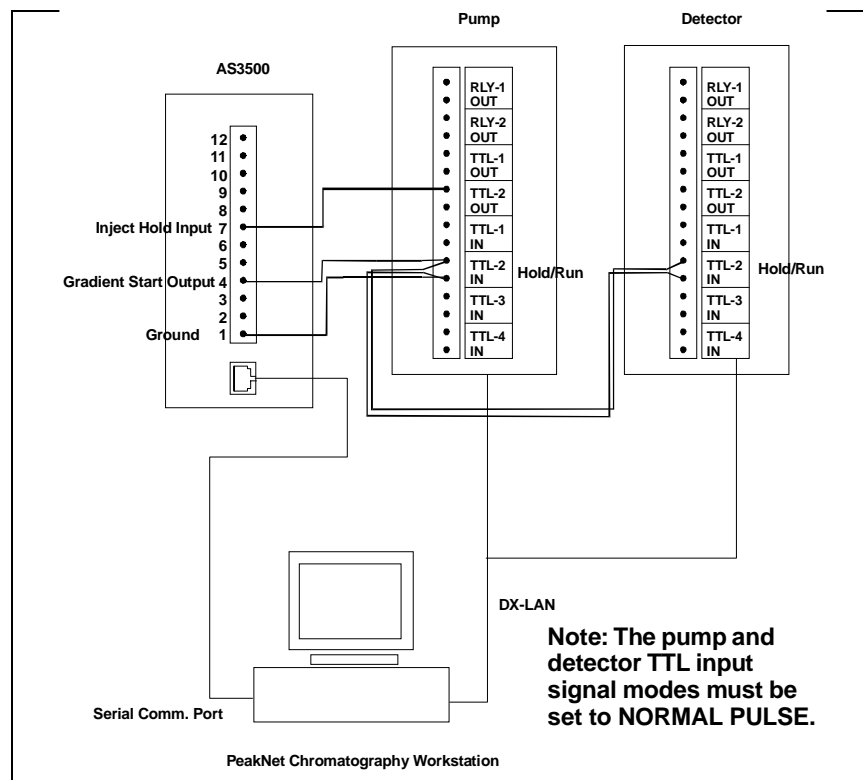 Pump
Detector
AS3500
12
11
10
9
8
Inject Hold Input 7
6
5
Gradient Start Output 4
3
2
Ground 1
RLY-1
OUT
RLY-2
OUT
TTL-1
OUT
TTL-2
OUT
TTL-1
IN
TTL-2
IN
Hold/Run
TTL-3
IN
TTL-4
IN
RLY-1
OUT
RLY-2
OUT
TTL-1
OUT
TTL-2
OUT
TTL-1
IN
TTL-2
IN
Hold/Run
TTL-3
IN
TTL-4
IN
DX-LAN
Note: The pump and
detector TTL input
signal modes must be
set to NORMAL PULSE.
Serial Comm. Port
PeakNet Chromatography Workstation